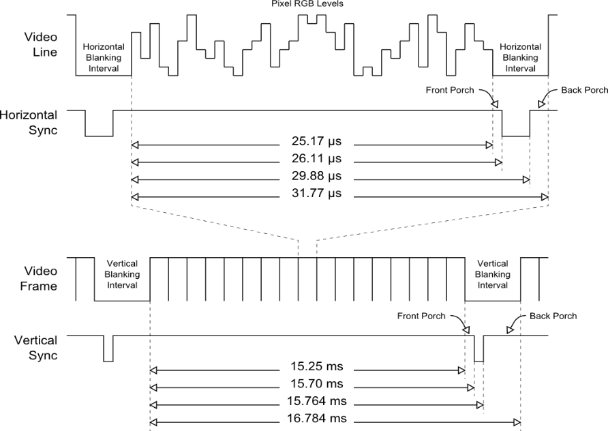 Pixel RGB Levels
Video
Line
Horizontal
Blanking
Interval
Horizontal
Blanking
Interval
Front Porch
Back Porch
Horizontal
Sync
25.17 µs
26.11 µs
29.88 µs
31.77 µs
Video
Frame
Vertical
Blanking
Interval
Vertical
Blanking
Interval
Front Porch
Back Porch
Vertical
Sync
15.25 ms
15.70 ms
15.764 ms
16.784 ms